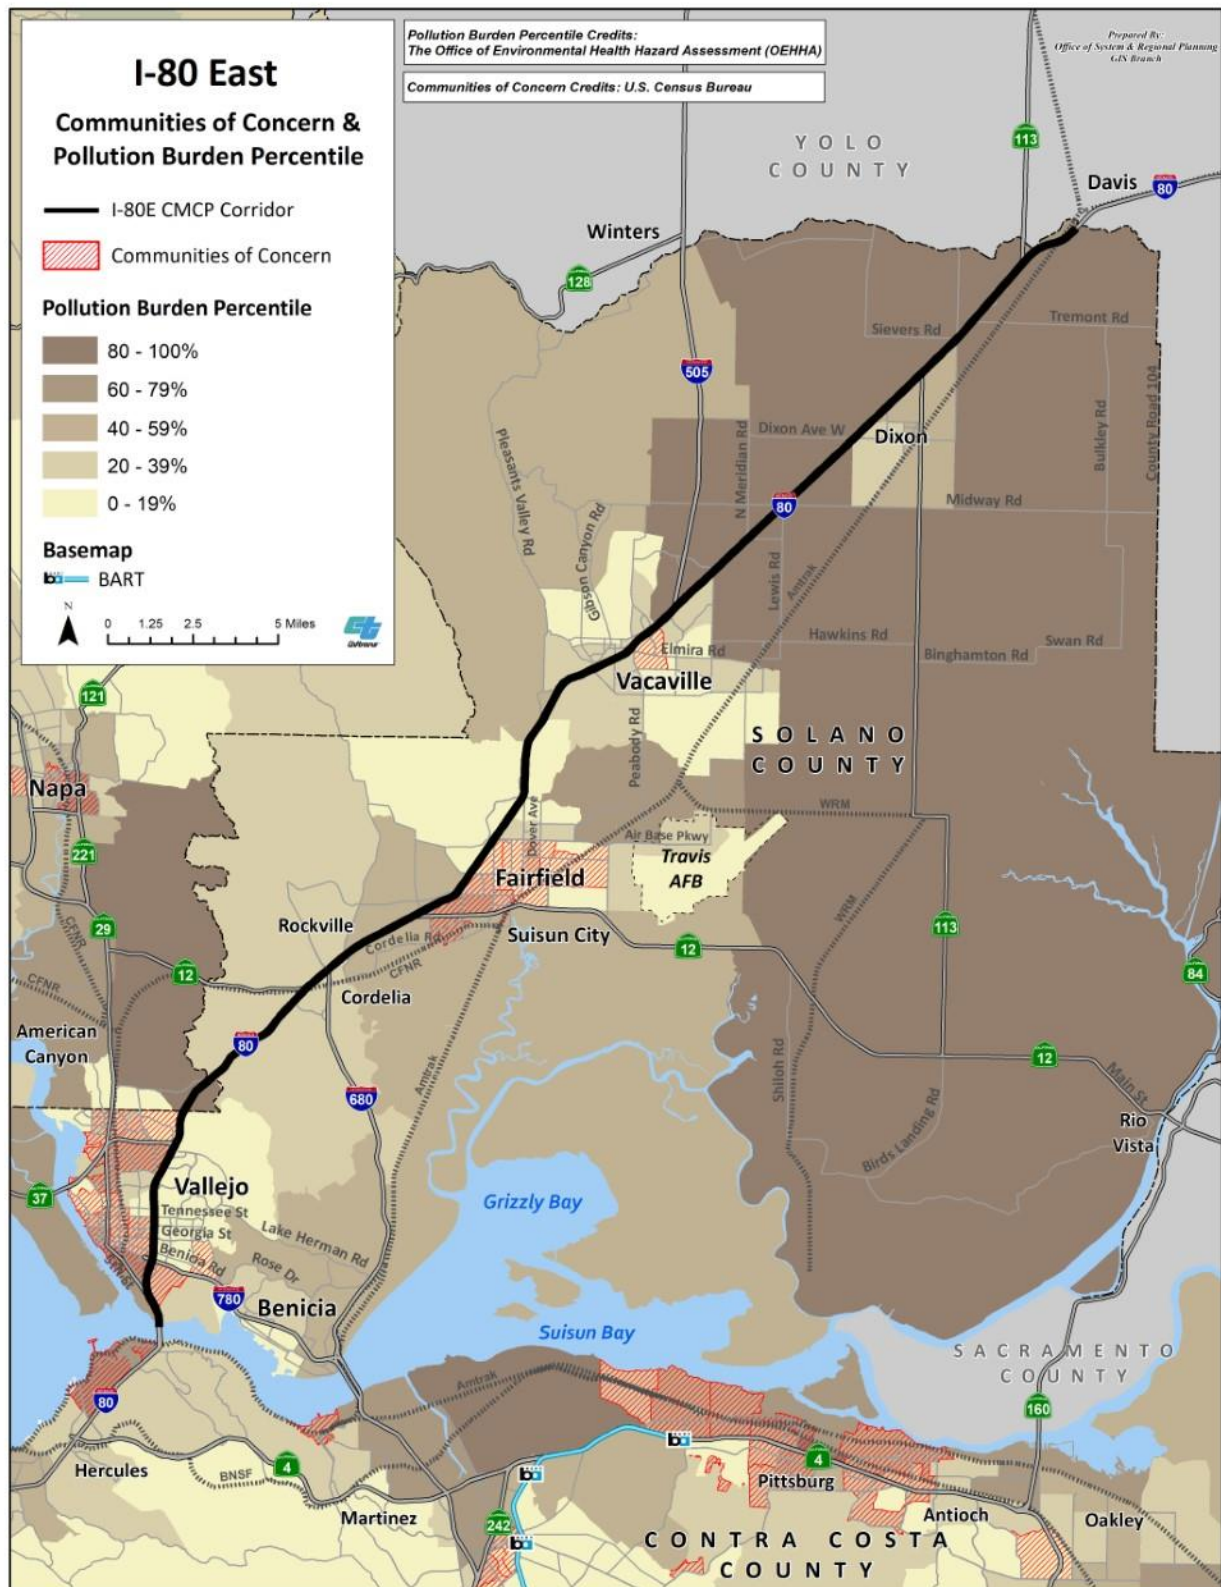 I-80 East
Communities of Concern &
Pollution Burden Percentile
I-80E CMCP Corridor
Communities of Concern
Pollution Burden Percentile
80 - 100%
60 - 79%
40 - 59%
20 - 39%
0 - 19%
Basemap
ba BART
N
0 1.25 2.5 5 Miles
Caltrans
Pollution Burden Percentile Credits:
The Office of Environmental Health Hazard Assessment (OEHHA)
Communities of Concern Credits: U.S. Census Bureau
Prepared By:
Office of System & Regional Planning
GIS Branch
YOLO
COUNTY
113
Davis
80
Winters
128
Sievers Rd
Tremont Rd
505
County Road 104
Bulkley Rd
Pleasants Valley Rd
N Meridian Rd
Dixon Ave W
Dixon
Midway Rd
80
Gibson Canyon Rd
Lewis Rd
Amtrak
Hawkins Rd
Swan Rd
Binghamton Rd
Elmira Rd
Vacaville
121
Peabody Rd
SOLANO
COUNTY
Napa
WRM
Dover Ave
Air Base Pkwy
Travis
AFB
221
Fairfield
Rockville
29
CFNR
Cordelia Rd
CFNR
Suisun City
12
WRM
113
12
84
CFNR
Cordelia
American
Canyon
80
Amtrak
Shiloh Rd
12
Main St
680
Birds Landing Rd
Rio
Vista
37
Vallejo
Tennessee St
Georgia St
Lake Herman Rd
Benicia Rd
Rose Dr
5th St
780
Benicia
Grizzly Bay
Suisun Bay
SACRAMENTO
COUNTY
80
Amtrak
160
ba
4
Hercules
4
BNSF
ba
Pittsburg
Martinez
242
Antioch
Oakley
ba
CONTRA COSTA
COUNTY